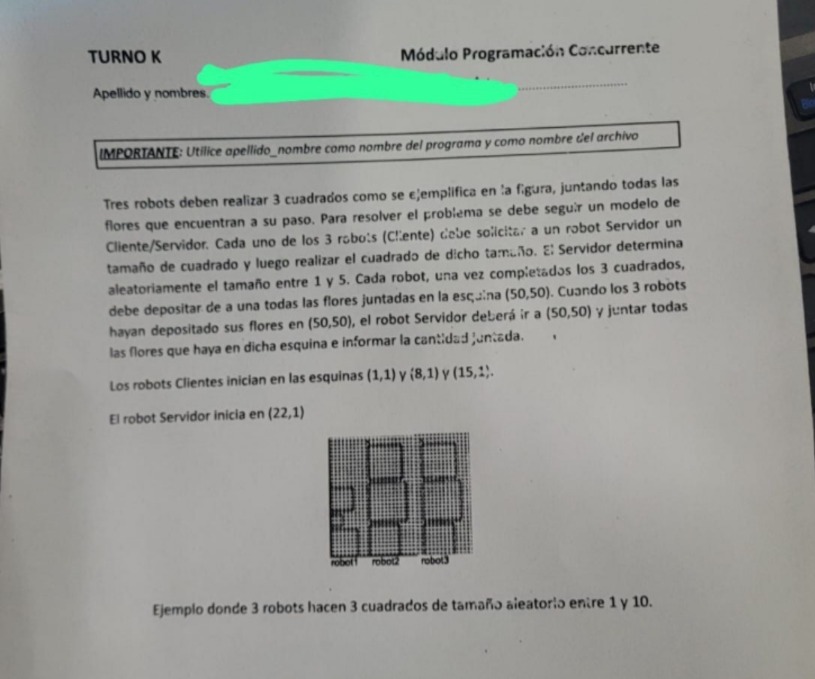 TURNO K
Módulo Programación Concurrente
Apellido y nombres.
IMPORTANTE: Utilice apellido_nombre como nombre del programa y como nombre del archivo
Tres robots deben realizar 3 cuadrados como se ejemplifica en la figura, juntando todas las
flores que encuentran a su paso. Para resolver el problema se debe seguir un modelo de
Cliente/Servidor. Cada uno de los 3 robots (Cliente) debe solicitar a un robot Servidor un
tamaño de cuadrado y luego realizar el cuadrado de dicho tamaño. El Servidor determina
aleatoriamente el tamaño entre 1 y 5. Cada robot, una vez completados los 3 cuadrados,
debe depositar de a una todas las flores juntadas en la esquina (50,50). Cuando los 3 robots
hayan depositado sus flores en (50,50), el robot Servidor deberá ir a (50,50) y juntar todas
las flores que haya en dicha esquina e informar la cantidad juntada.
Los robots Clientes inician en las esquinas (1,1) y (8,1) y (15,1).
El robot Servidor inicia en (22,1)
robot1 robot2 robot3
Ejemplo donde 3 robots hacen 3 cuadrados de tamaño aleatorio entre 1 y 10.